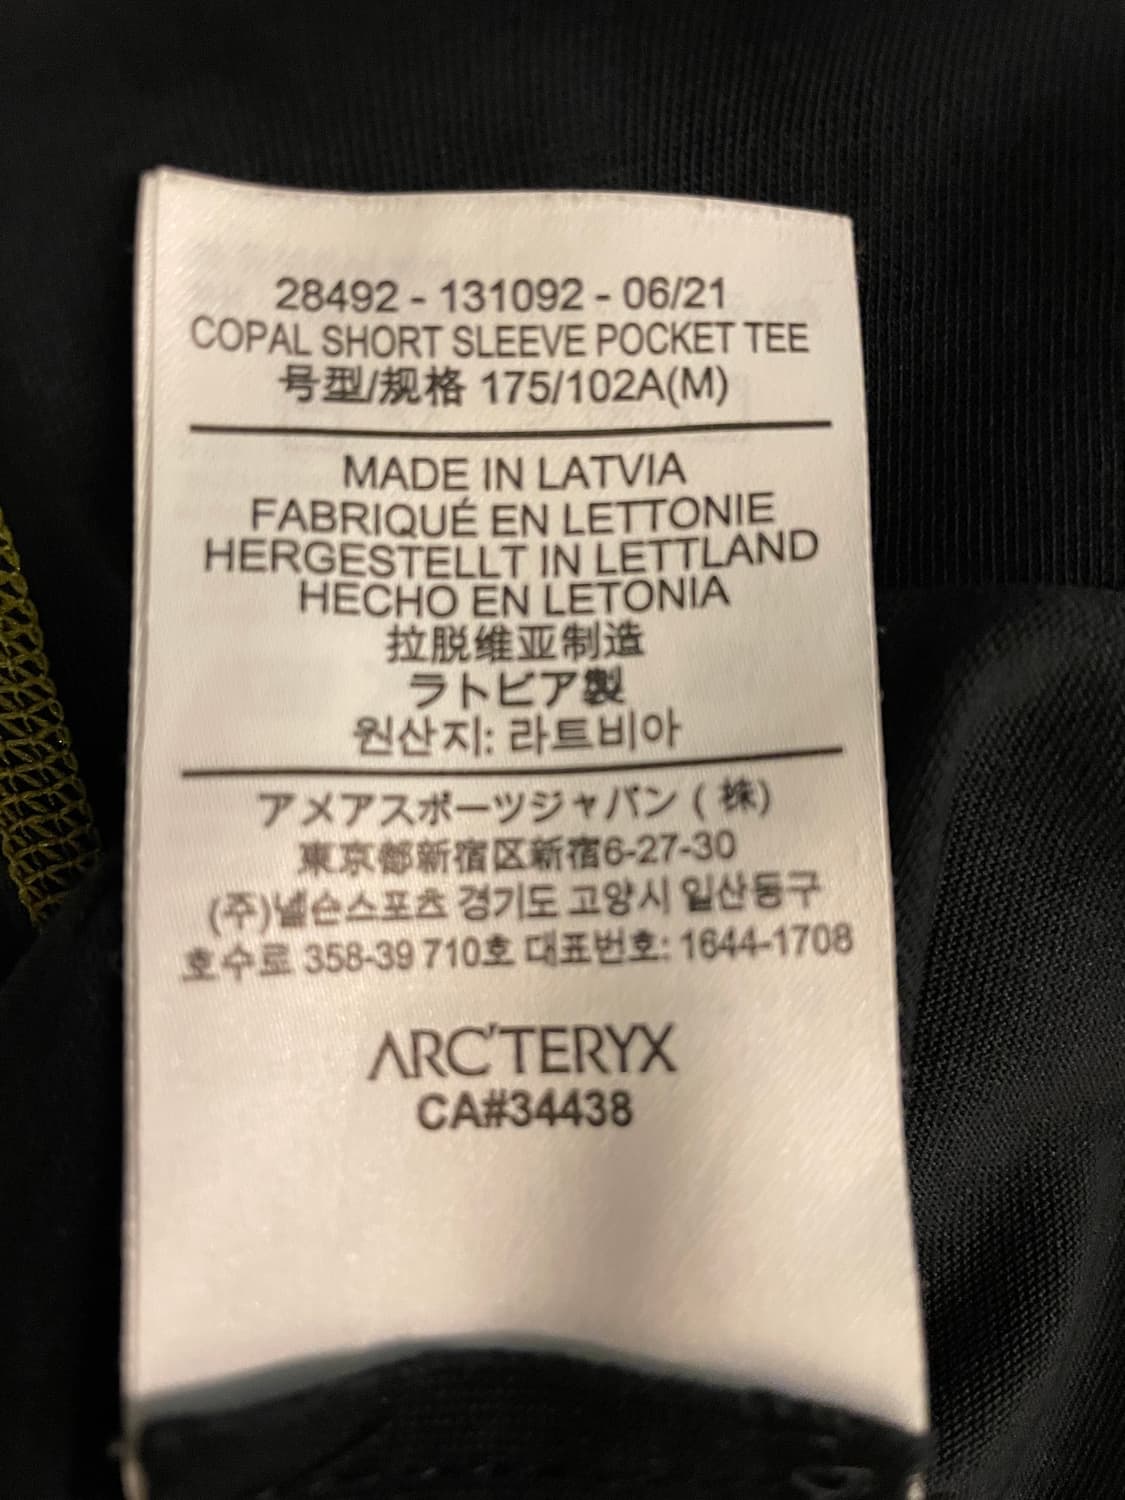 28492 - 131092 - 06/21
COPAL SHORT SLEEVE POCKET TEE
号型/规格 175/102A(M)
MADE IN LATVIA
FABRIQUÉ EN LETTONIE
HERGESTELLT IN LETTLAND
HECHO EN LETONIA
拉脱维亚制造
ラトビア製
원산지: 라트비아
アメアスポーツジャパン ( 株)
東京都新宿区新宿6-27-30
(주)넬슨스포츠 경기도 고양시 일산동구
호수로 358-39 710호 대표번호: 1644-1708
ARC'TERYX
CA#34438